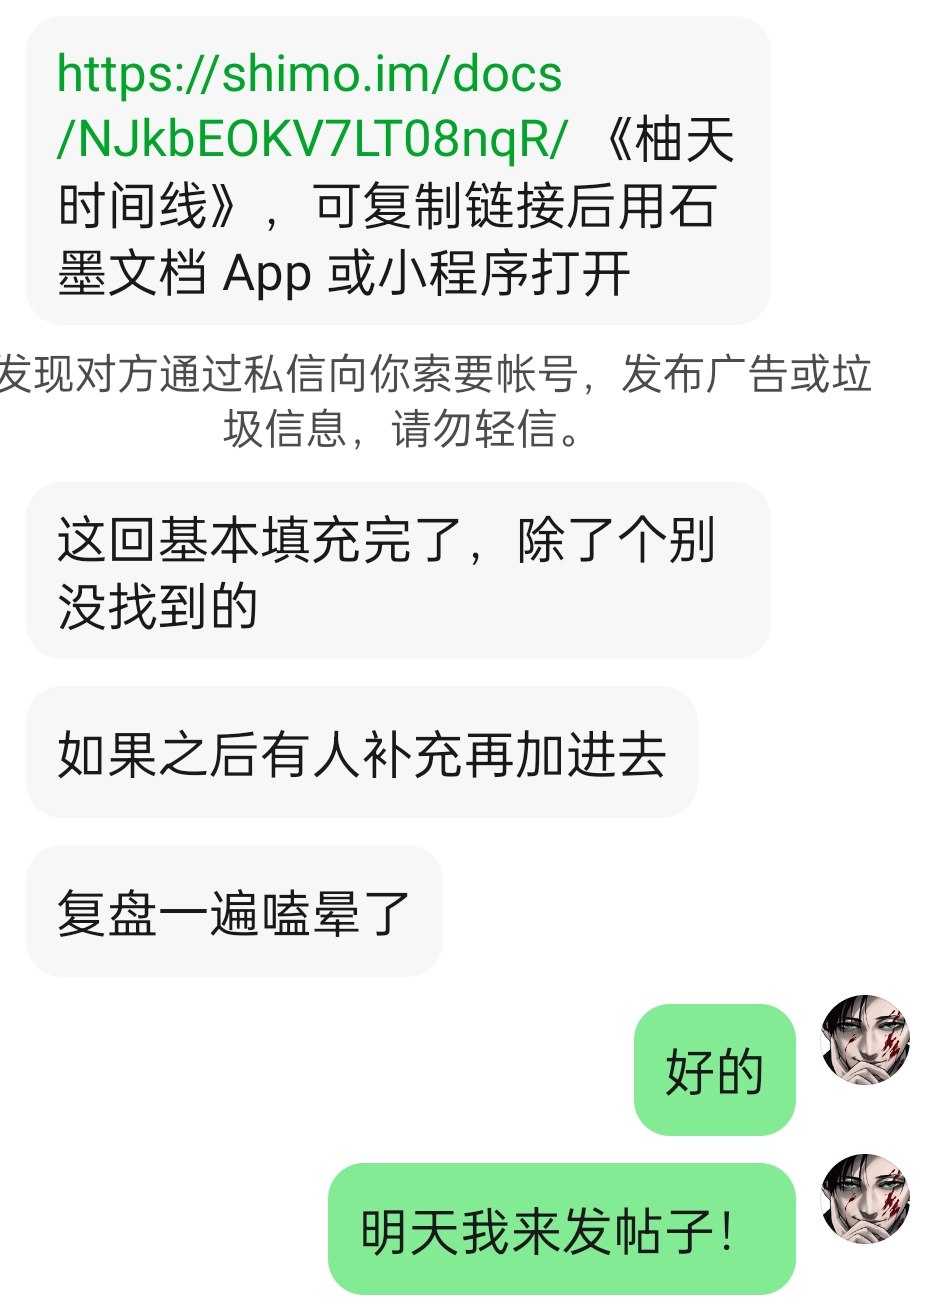 https://shimo.im/docs
/NJkbEOKV7LT08nqR/ 《柚天
时间线》，可复制链接后用石
墨文档 App 或小程序打开
发现对方通过私信向你索要帐号，发布广告或垃
圾信息，请勿轻信。
这回基本填充完了，除了个别
没找到的
如果之后有人补充再加进去
复盘一遍嗑晕了
好的
明天我来发帖子！